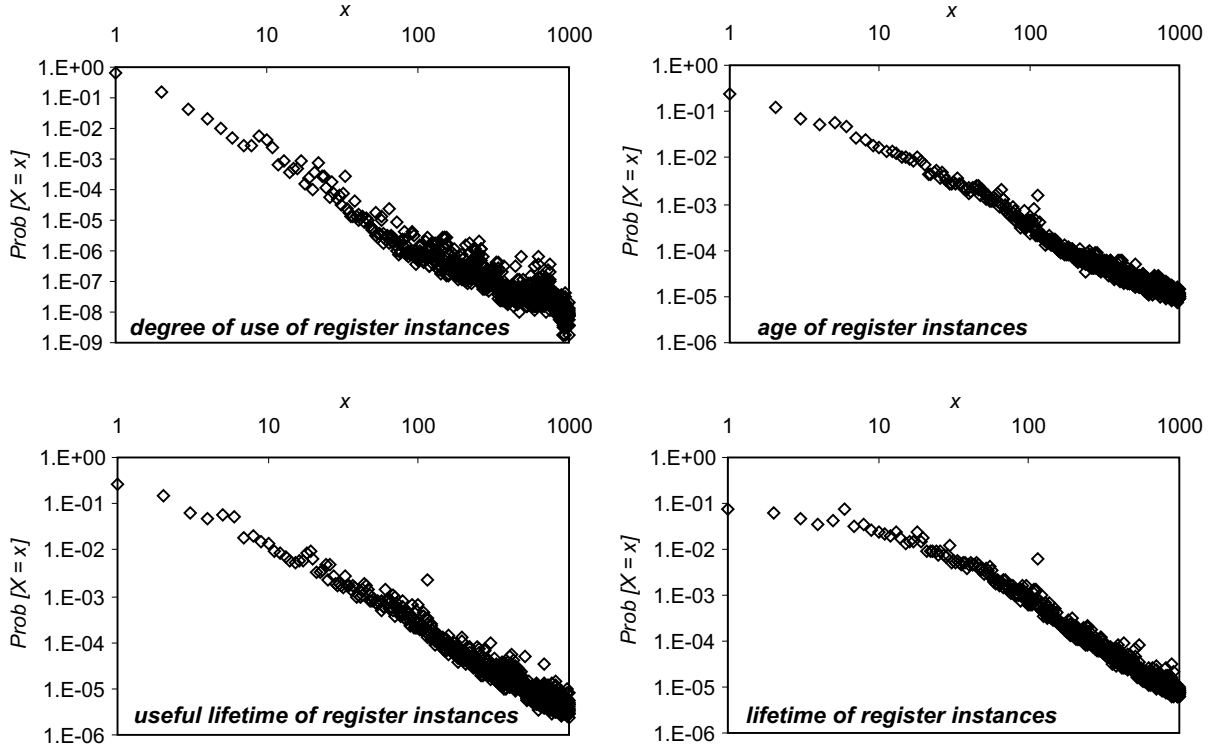 x
1 10 100 1000
1.E+00
1.E-01
1.E-02
1.E-03
1.E-04
1.E-05
1.E-06
1.E-07
1.E-08
1.E-09
Prob [X = x]
degree of use of register instances
x
1 10 100 1000
1.E+00
1.E-01
1.E-02
1.E-03
1.E-04
1.E-05
1.E-06
Prob [X = x]
age of register instances
x
1 10 100 1000
1.E+00
1.E-01
1.E-02
1.E-03
1.E-04
1.E-05
1.E-06
Prob [X = x]
useful lifetime of register instances
x
1 10 100 1000
1.E+00
1.E-01
1.E-02
1.E-03
1.E-04
1.E-05
1.E-06
Prob [X = x]
lifetime of register instances